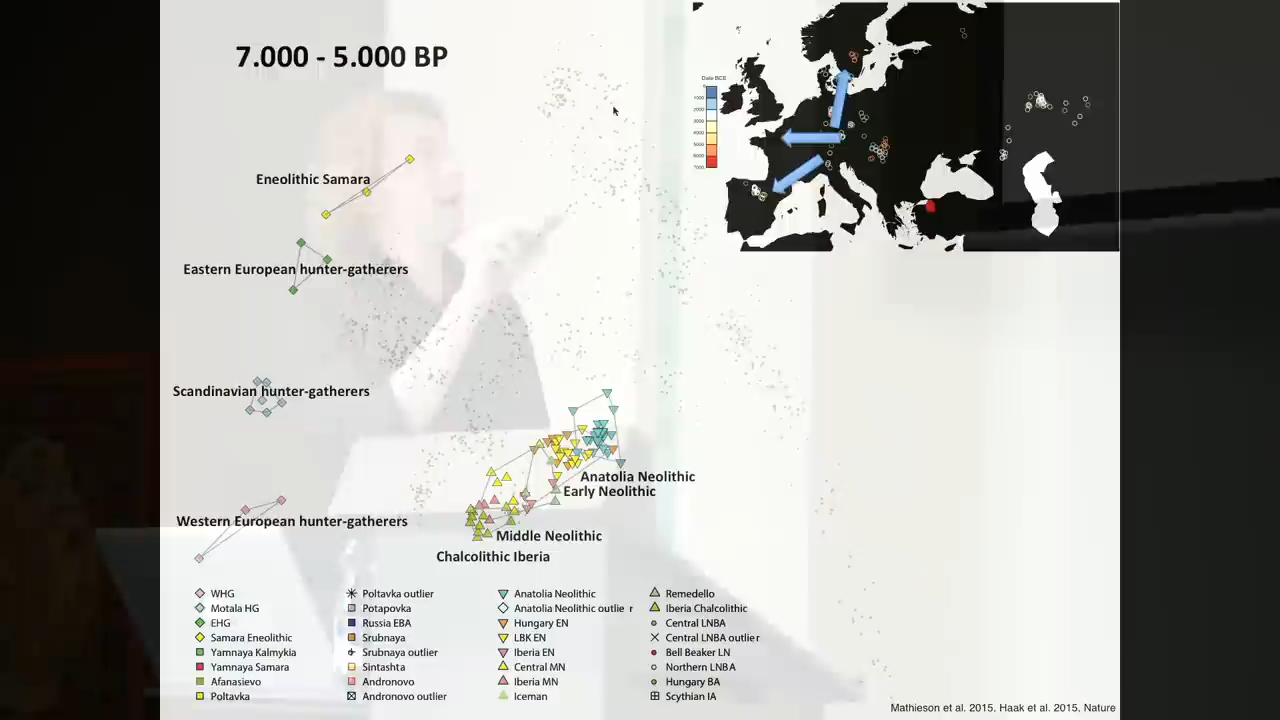 7.000 - 5.000 BP
Date BCE
Eneolithic Samara
Eastern European hunter-gatherers
Scandinavian hunter-gatherers
Western European hunter-gatherers
Anatolia Neolithic
Early Neolithic
Middle Neolithic
Chalcolithic Iberia
WHG
Motala HG
EHG
Samara Eneolithic
Yamnaya Kalmykia
Yamnaya Samara
Afanasievo
Poltavka
Poltavka outlier
Potapovka
Russia EBA
Srubnaya
Srubnaya outlier
Sintashta
Andronovo
Andronovo outlier
Anatolia Neolithic
Anatolia Neolithic outlie r
Hungary EN
LBK EN
Iberia EN
Central MN
Iberia MN
Iceman
Remedello
Iberia Chalcolithic
Central LNBA
Central LNBA outlier
Bell Beaker LN
Northern LNBA
Hungary BA
Scythian IA
Mathieson et al. 2015, Haak et al. 2015, Nature